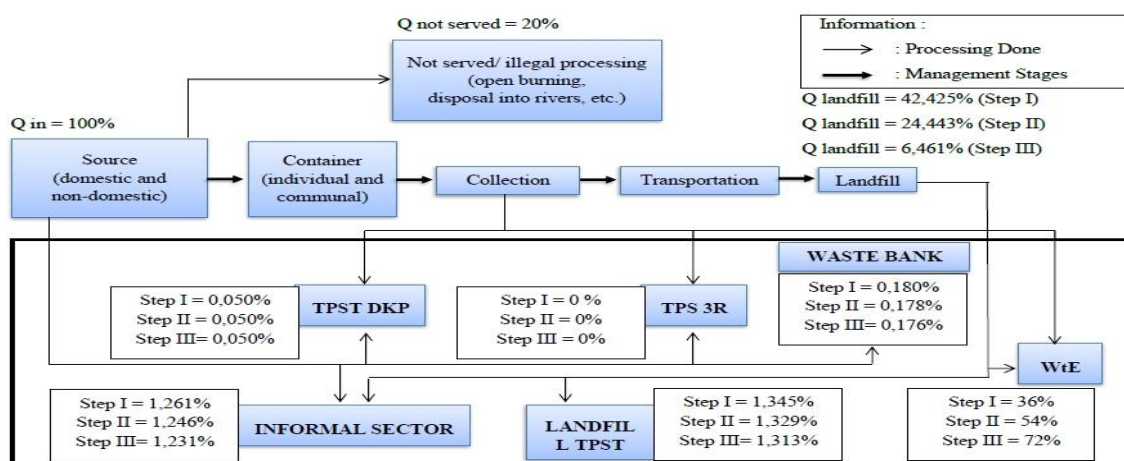 Q not served = 20%
Not served/ illegal processing
(open burning,
disposal into rivers, etc.)
Information :
: Processing Done
: Management Stages
Q landfill = 42,425% (Step I)
Q landfill = 24,443% (Step II)
Q landfill = 6,461% (Step III)
Q in = 100%
Source
(domestic and
non-domestic)
Container
(individual and
communal)
Collection
Transportation
Landfill
WASTE BANK
Step I = 0,180%
Step II = 0,178%
Step III= 0,176%
Step I = 0,050%
Step II = 0,050%
Step III= 0,050%
TPST DKP
Step I = 0 %
Step II = 0%
Step III= 0%
TPS 3R
WtE
Step I = 1,261%
Step II = 1,246%
Step III= 1,231%
INFORMAL SECTOR
LANDFIL
L TPST
Step I = 1,345%
Step II = 1,329%
Step III= 1,313%
Step I = 36%
Step II = 54%
Step III = 72%